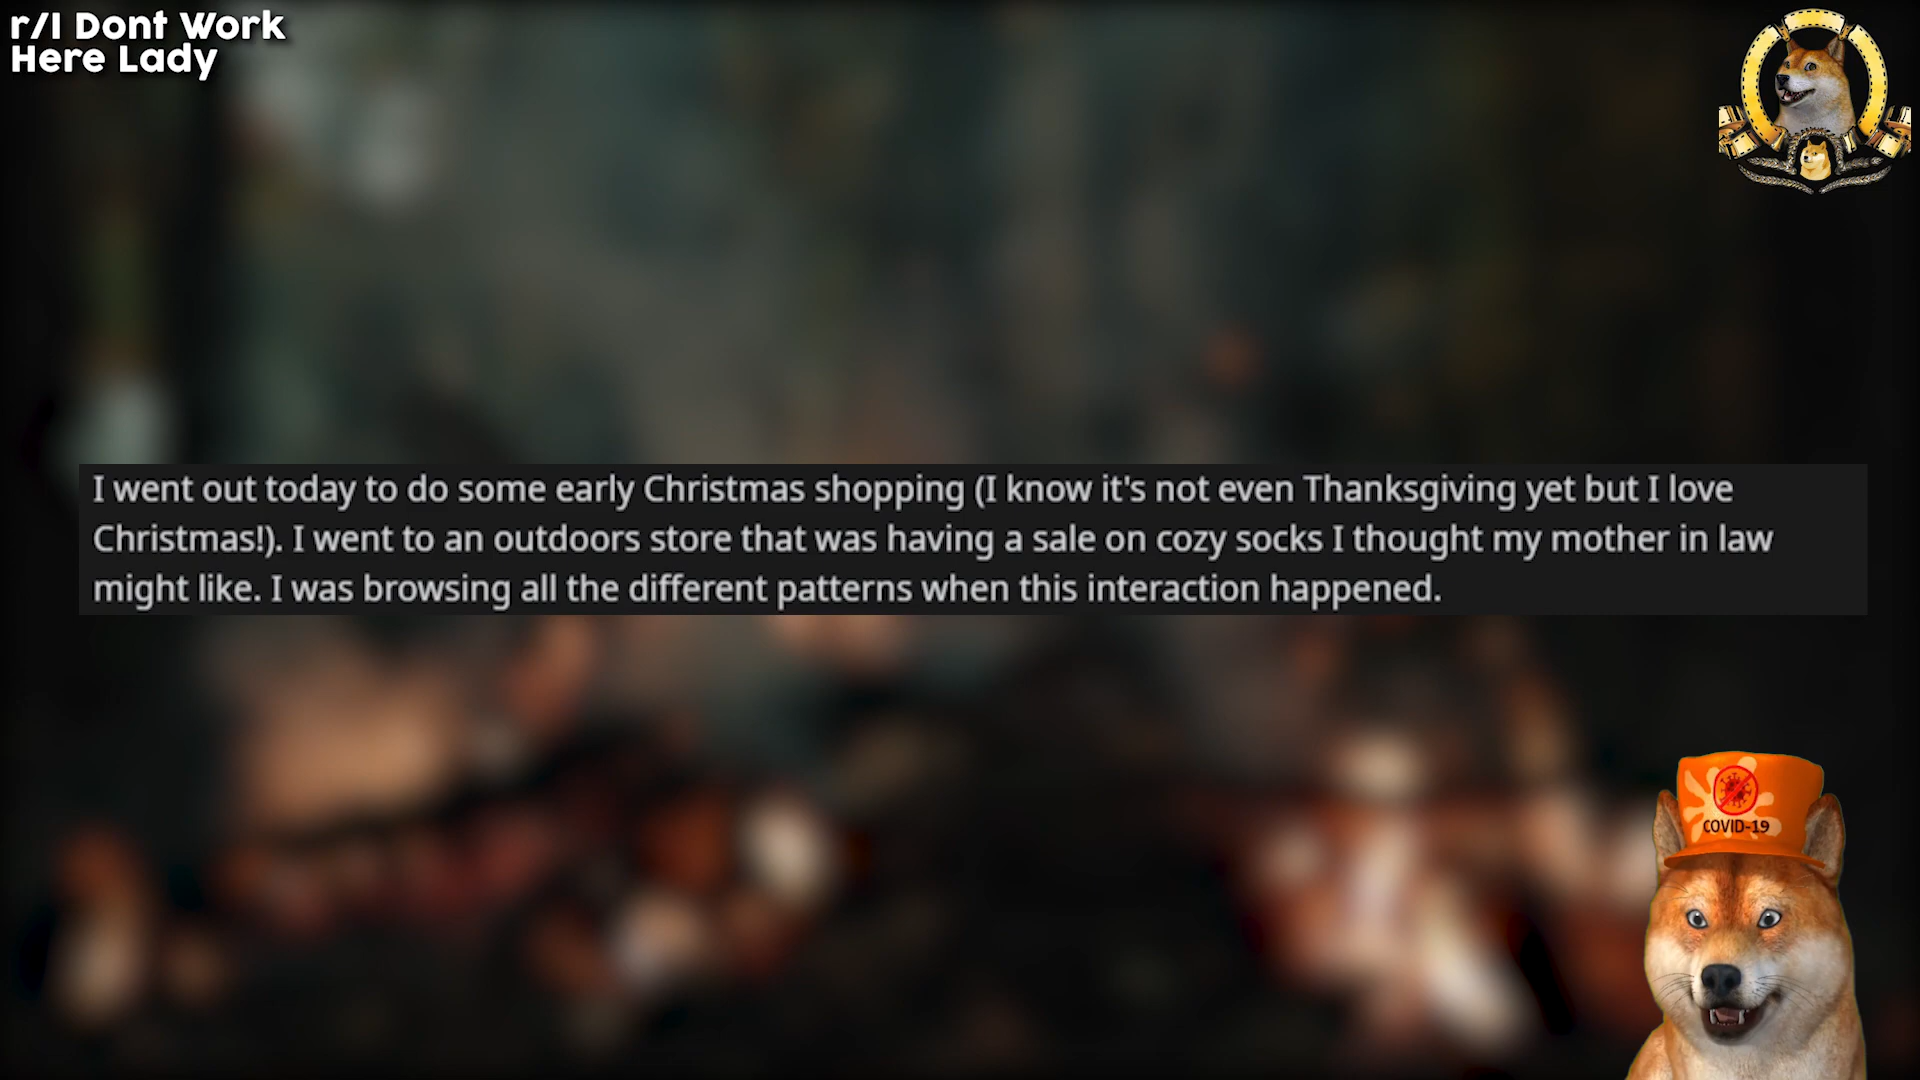 r/I Dont Work
Here Lady
I went out today to do some early Christmas shopping (I know it's not even Thanksgiving yet but I love
Christmas!). I went to an outdoors store that was having a sale on cozy socks I thought my mother in law
might like. I was browsing all the different patterns when this interaction happened.
COVID-19